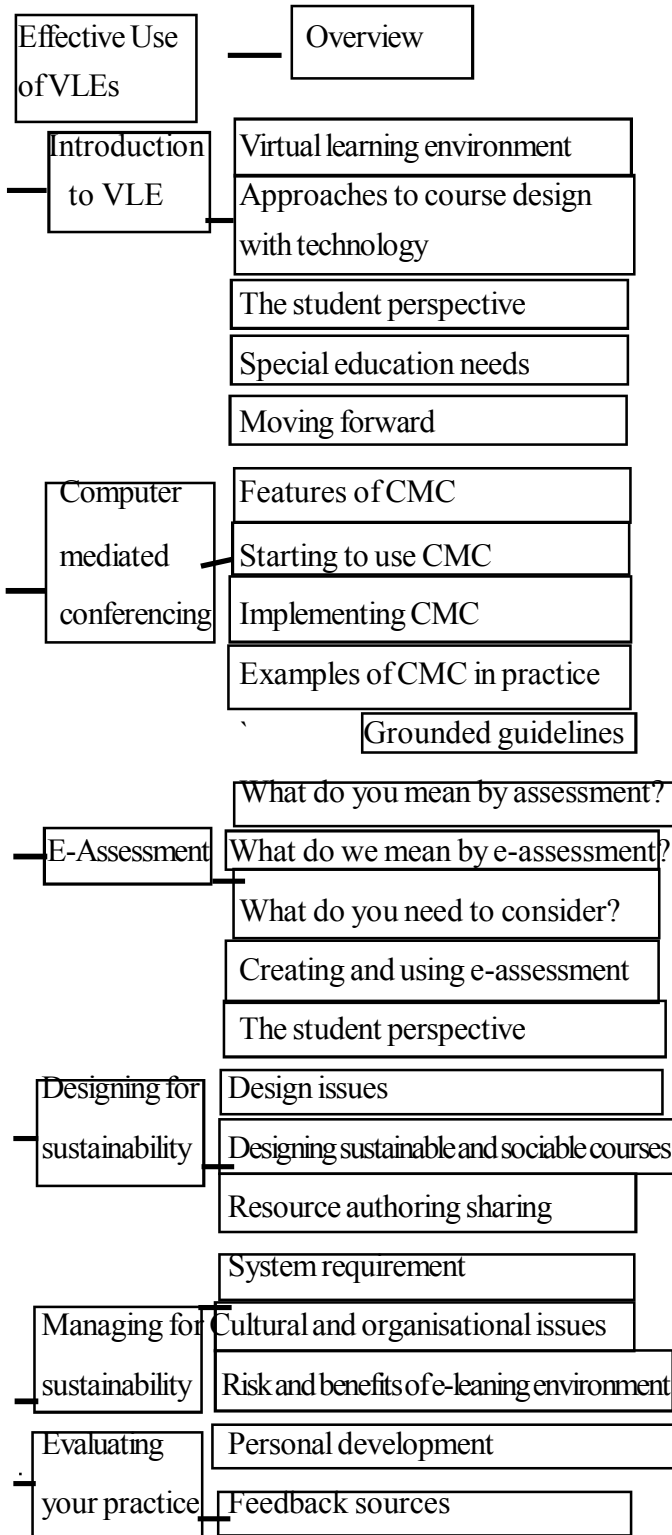 Effective Use
of VLEs
Overview
Introduction
to VLE
Virtual learning environment
Approaches to course design
with technology
The student perspective
Special education needs
Moving forward
Computer
mediated
conferencing
Features of CMC
Starting to use CMC
Implementing CMC
Examples of CMC in practice
`
Grounded guidelines
E-Assessment
What do you mean by assessment?
What do we mean by e-assessment?
What do you need to consider?
Creating and using e-assessment
The student perspective
Designing for
sustainability
Design issues
Designing sustainable and sociable courses
Resource authoring sharing
Managing for
sustainability
System requirement
Cultural and organisational issues
Risk and benefits of e-leaning environment
Evaluating
your practice
Personal development
Feedback sources